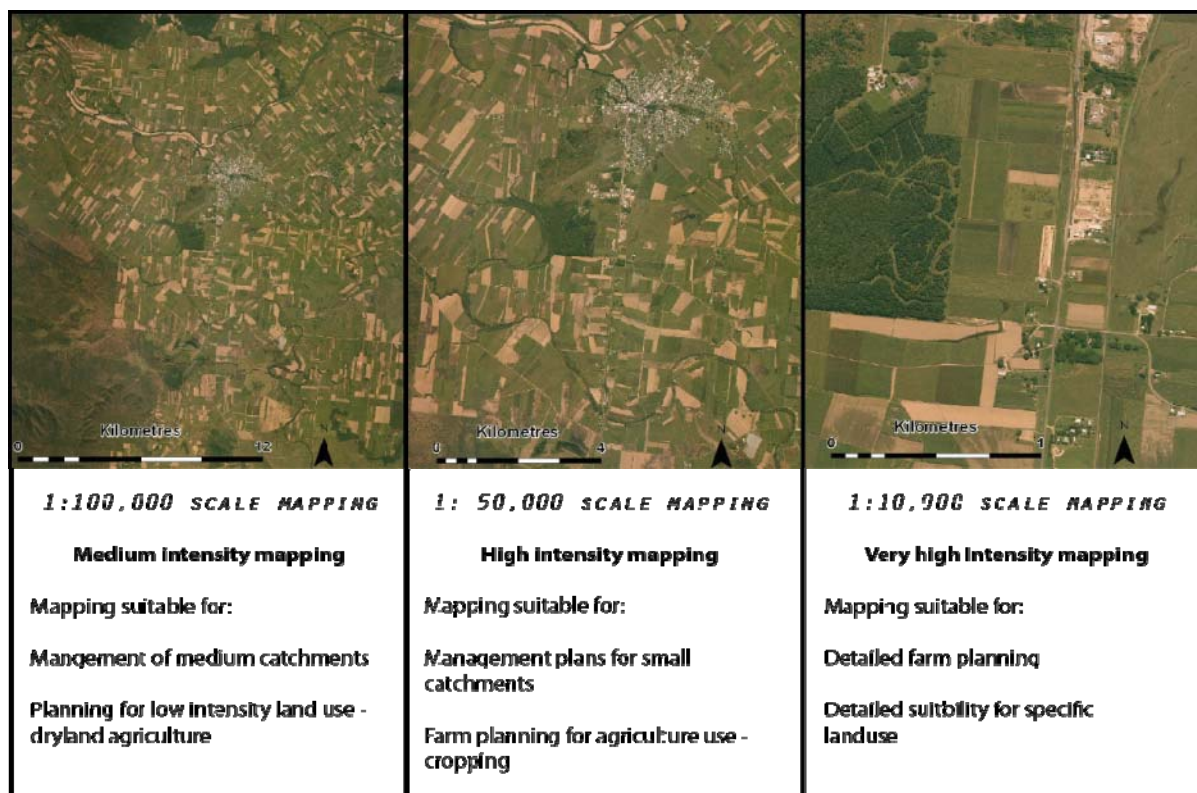 Kilometres
0 12
N
1:100,000 SCALE MAPPING
Medium intensity mapping
Mapping suitable for:
Mangement of medium catchments
Planning for low intensity land use -
dryland agriculture
Kilometres
0 4
N
1: 50,000 SCALE MAPPING
High intensity mapping
Mapping suitable for:
Management plans for small
catchments
Farm planning for agriculture use -
cropping
Kilometres
0 1
N
1:10,000 SCALE MAPPING
Very high intensity mapping
Mapping suitable for:
Detailed farm planning
Detailed suitbility for specific
landuse